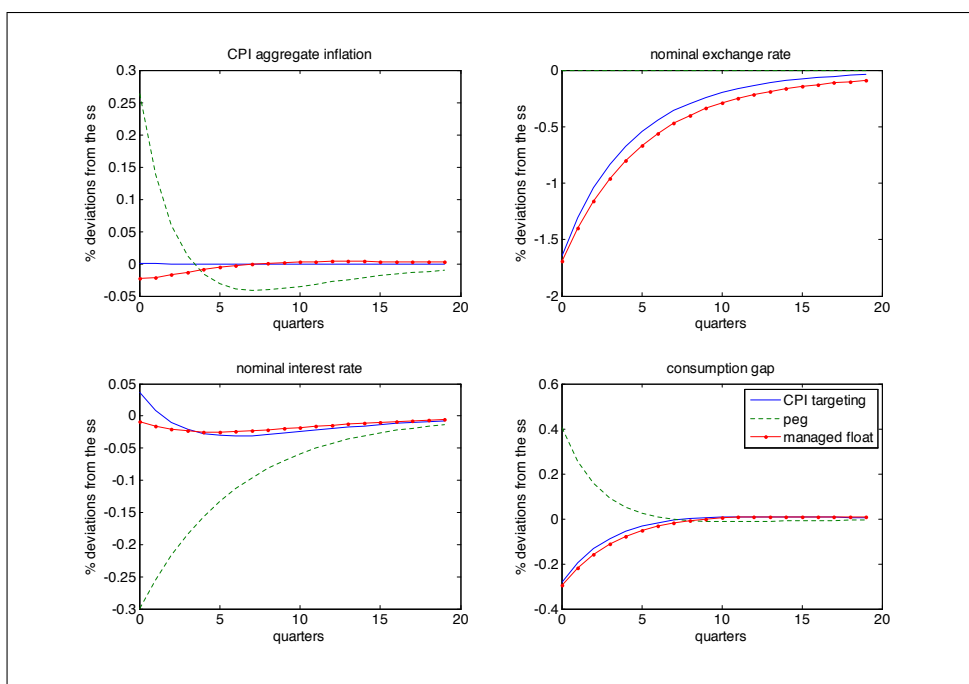 CPI aggregate inflation
% deviations from the ss
0.3
0.25
0.2
0.15
0.1
0.05
0
-0.05
0 5 10 15 20
quarters
nominal exchange rate
% deviations from the ss
0
-0.5
-1
-1.5
-2
0 5 10 15 20
quarters
nominal interest rate
% deviations from the ss
0.05
0
-0.05
-0.1
-0.15
-0.2
-0.25
-0.3
0 5 10 15 20
quarters
consumption gap
% deviations from the ss
0.6
0.4
0.2
0
-0.2
-0.4
0 5 10 15 20
quarters
CPI targeting
peg
managed float